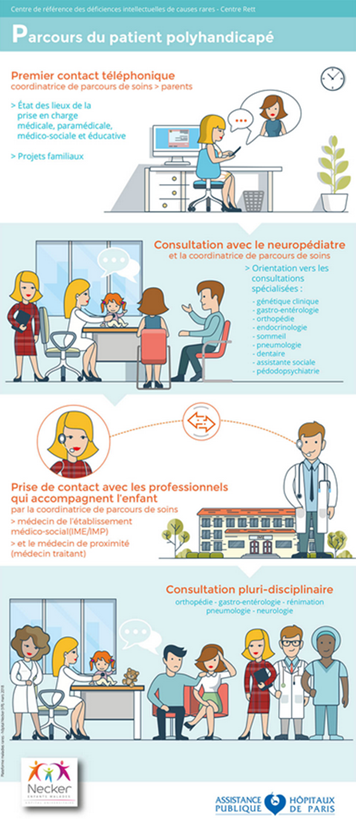 Centre de référence des déficiences intellectuelles de causes rares - Centre Rett
Parcours du patient polyhandicapé
Premier contact téléphonique
coordinatrice de parcours de soins > parents
> État des lieux de la
prise en charge
médicale, paramédicale,
médico-sociale et éducative
> Projets familiaux
Consultation avec le neuropédiatre
et la coordinatrice de parcours de soins
> Orientation vers les
consultations
spécialisées :
- génétique clinique
- gastro-entérologie
- orthopédie
- endocrinologie
- sommeil
- pneumologie
- dentaire
- assistante sociale
- pédodopsychiatrie
Prise de contact avec les professionnels
qui accompagnent l'enfant
par la coordinatrice de parcours de soins
> médecin de l'établissement
médico-social(IME/IMP)
> et le médecin de proximité
(médecin traitant)
Consultation pluri-disciplinaire
orthopédie - gastro-entérologie - rénimation
pneumologie - neurologie
Necker
ENFANTS MALADES
ASSISTANCE
PUBLIQUE
HÔPITAUX
DE PARIS